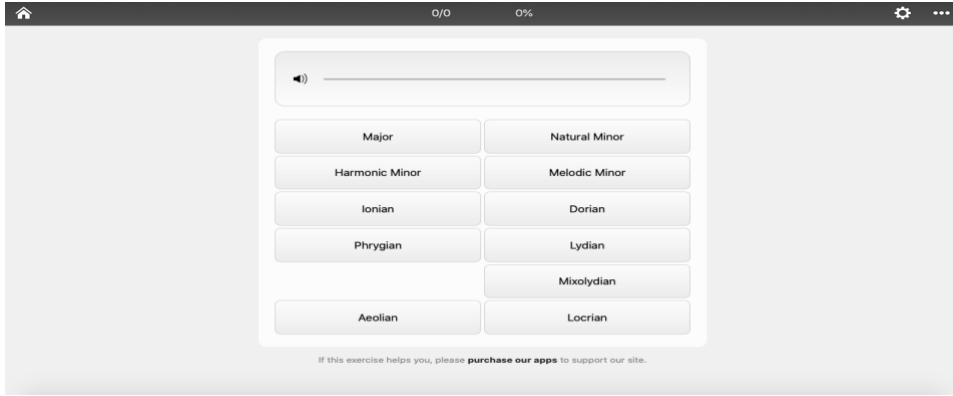 0/0 0%
Major Natural Minor
Harmonic Minor Melodic Minor
Ionian Dorian
Phrygian Lydian
Mixolydian
Aeolian Locrian
If this exercise helps you, please purchase our apps to support our site.